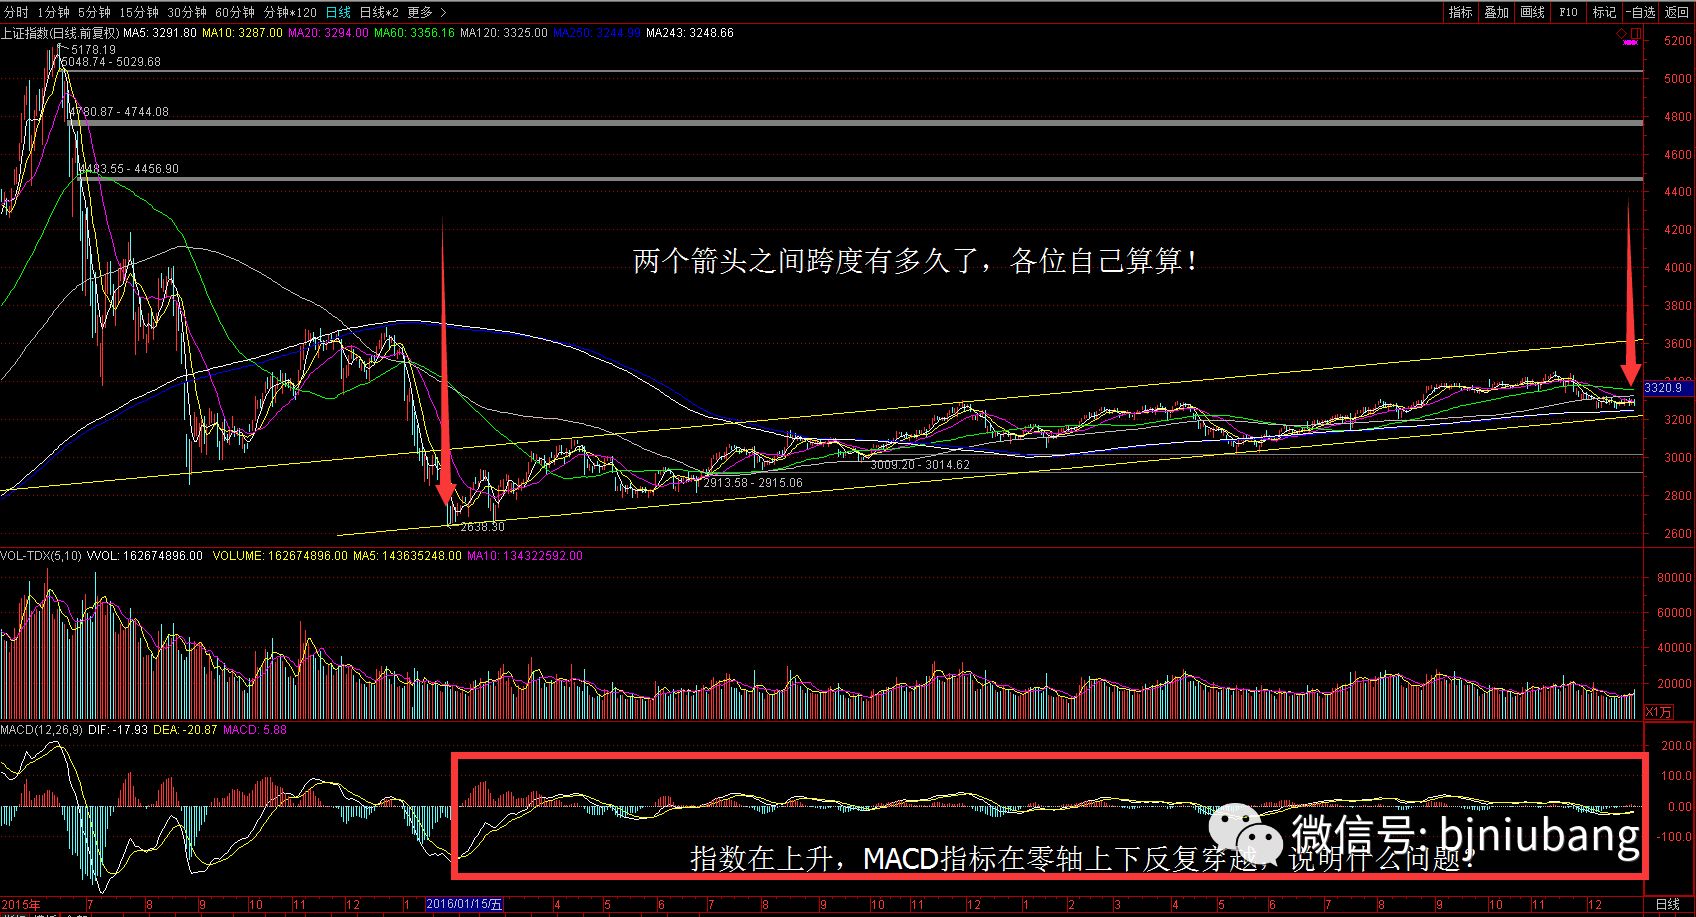 分时 1分钟 5分钟 15分钟 30分钟 60分钟 分钟*120 日线 日线*2 更多 >
指标 叠加 画线 F10 标记 -自选 返回
上证指数(日线.前复权) MA5: 3291.80 MA10: 3287.00 MA20: 3294.00 MA60: 3356.16 MA120: 3325.00 MA250: 3244.99 MA243: 3248.66
5178.19
5048.74 - 5029.68
4780.87 - 4744.08
4483.55 - 4456.90
两个箭头之间跨度有多久了，各位自己算算！
3009.20 - 3014.62
2913.58 - 2915.06
2638.30
5200
5000
4800
4600
4400
4200
4000
3800
3600
3400
3320.9
3200
3000
2800
2600
VOL-TDX(5,10) VVOL: 162674896.00 VOLUME: 162674896.00 MA5: 143635248.00 MA10: 134322592.00
80000
60000
40000
20000
X1万
MACD(12,26,9) DIF: -17.93 DEA: -20.87 MACD: 5.88
200.0
100.0
0.00
-100.0
微信号: bjniubang
指数在上升，MACD指标在零轴上下反复穿越，说明什么问题？
2015年 7 8 9 10 11 12 1 2016/01/15/五 4 5 6 7 8 9 10 11 12 1 2 3 4 5 6 7 8 9 10 11 12 日线